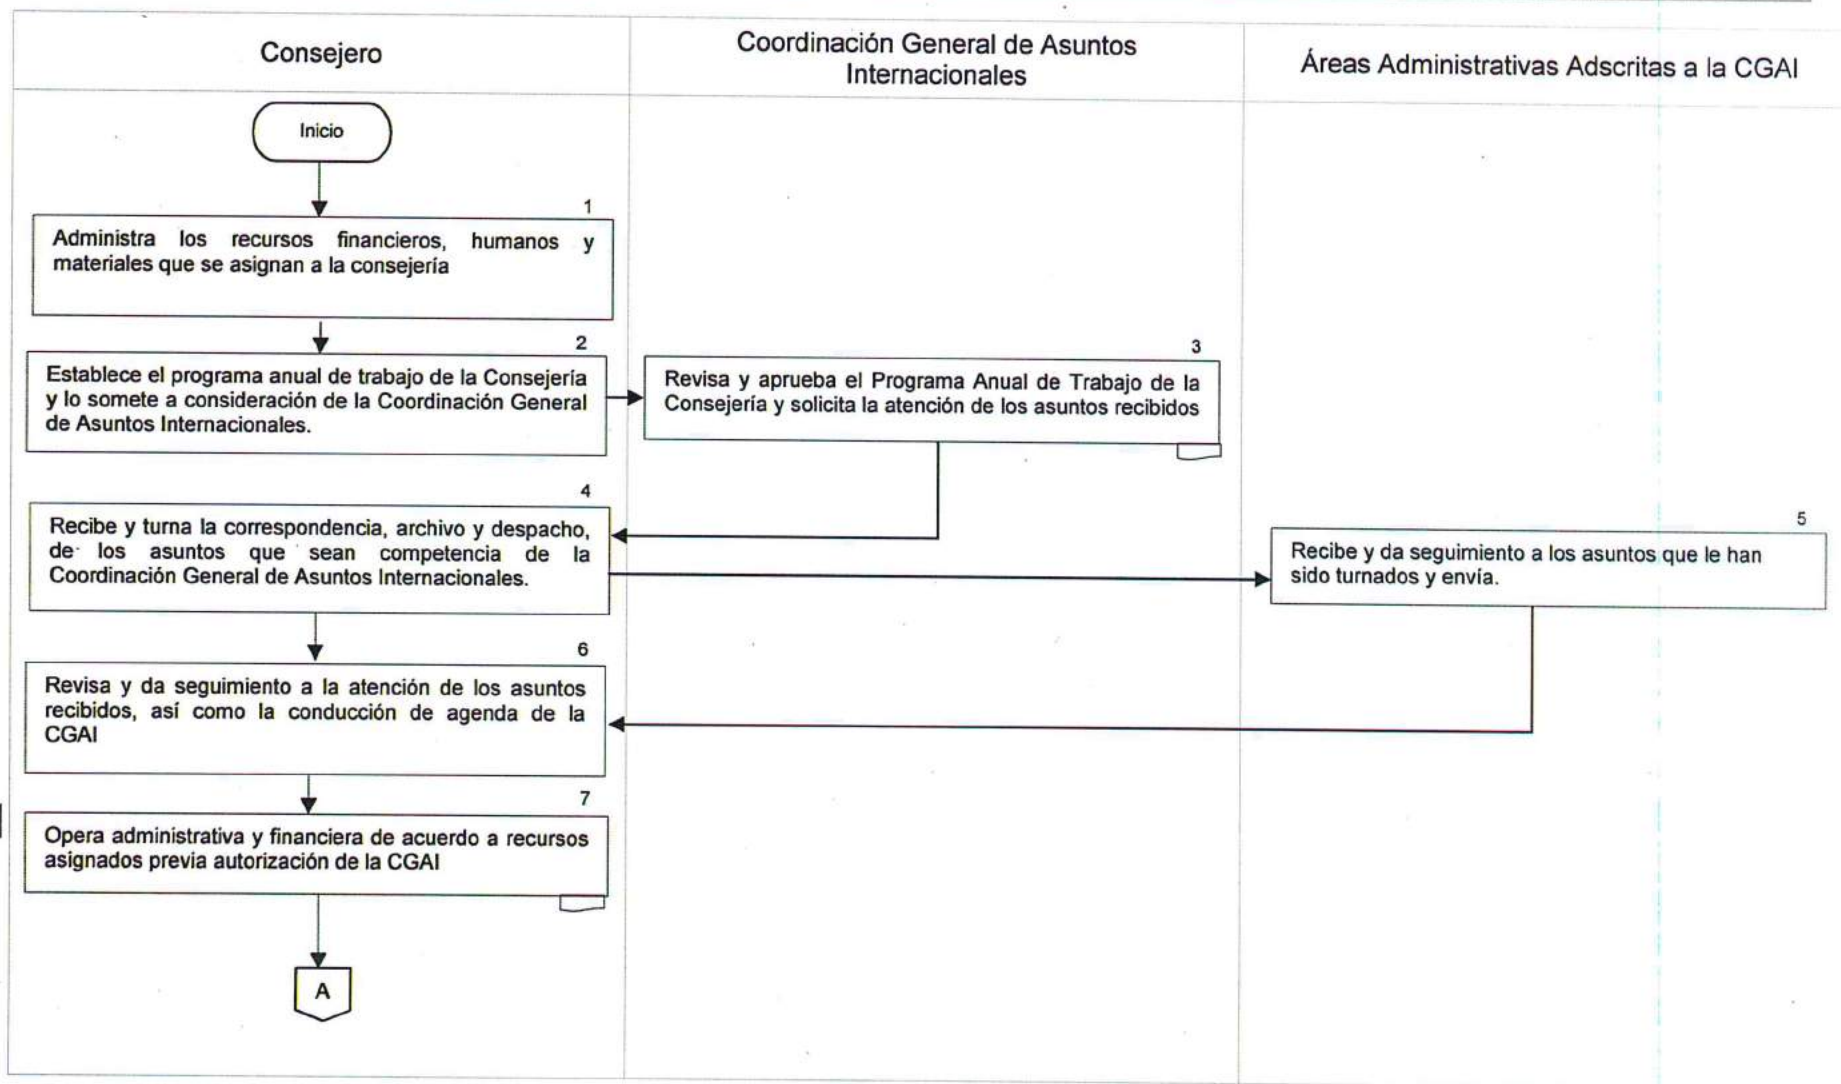 Consejero
Coordinación General de Asuntos
Internacionales
Áreas Administrativas Adscritas a la CGAI
Inicio
1
Administra los recursos financieros, humanos y
materiales que se asignan a la consejería
2
Establece el programa anual de trabajo de la Consejería
y lo somete a consideración de la Coordinación General
de Asuntos Internacionales.
3
Revisa y aprueba el Programa Anual de Trabajo de la
Consejería y solicita la atención de los asuntos recibidos
4
Recibe y turna la correspondencia, archivo y despacho,
de los asuntos que sean competencia de la
Coordinación General de Asuntos Internacionales.
5
Recibe y da seguimiento a los asuntos que le han
sido turnados y envía.
6
Revisa y da seguimiento a la atención de los asuntos
recibidos, así como la conducción de agenda de la
CGAI
7
Opera administrativa y financiera de acuerdo a recursos
asignados previa autorización de la CGAI
A